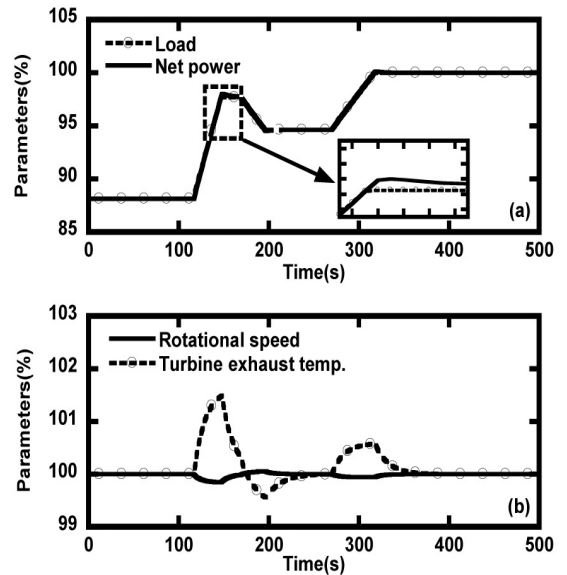 105
100
95
90
85
Parameters(%)
Load
Net power
(a)
0 100 200 300 400 500
Time(s)
103
102
101
100
99
Parameters(%)
Rotational speed
Turbine exhaust temp.
(b)
0 100 200 300 400 500
Time(s)